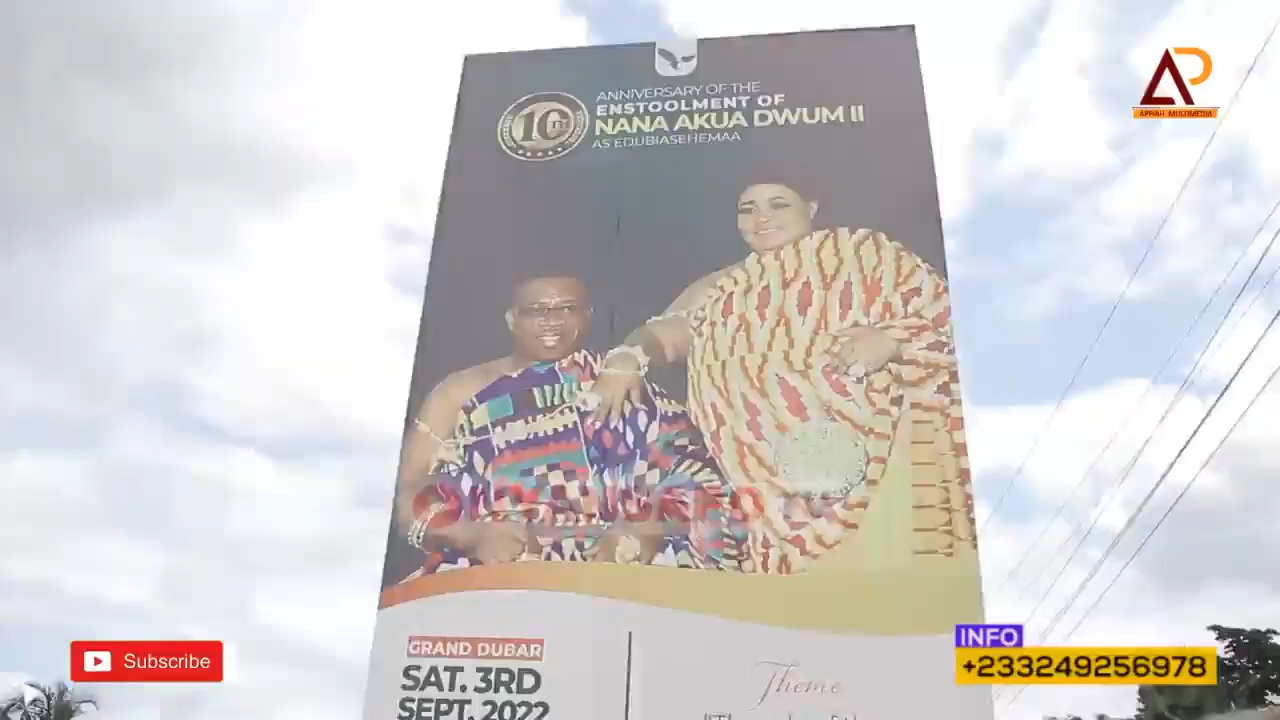 10TH
ANNIVERSARY OF THE
ENSTOOLMENT OF
NANA AKUA DWUM II
AS EDUBIASEHEMAA
AP
APPIAH MULTIMEDIA
GRAND DUBAR
SAT. 3RD
SEPT. 2022
Theme
Subscribe
INFO
+233249256978